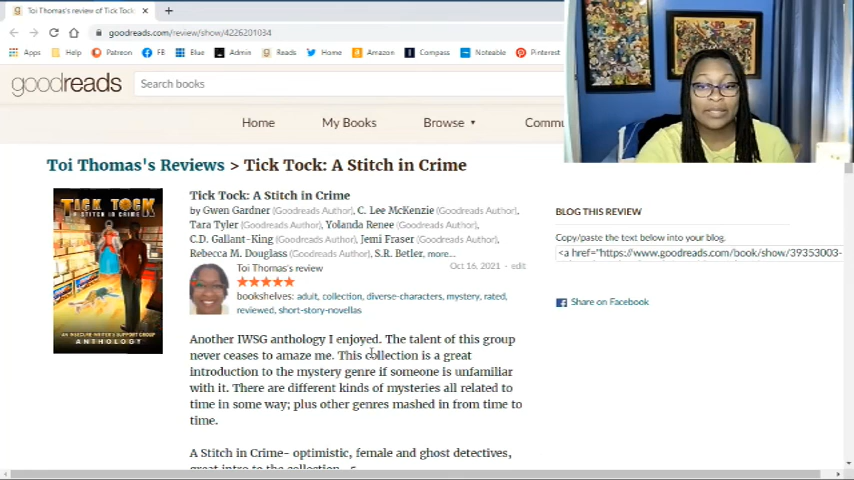 Toi Thomas's review of Tick Tock:
goodreads.com/review/show/4226201034
Apps G Reads Patreon FB Blue Admin Reads Twitter Home Amazon Compass Noteable Pinterest
goodreads
Search books
Home My Books Browse Commu
Toi Thomas's Reviews > Tick Tock: A Stitch in Crime
TICK TOCK
A STITCH IN CRIME
AN INSECURE WRITER'S SUPPORT GROUP
ANTHOLOGY
Tick Tock: A Stitch in Crime
by Gwen Gardner (Goodreads Author), C. Lee McKenzie (Goodreads Author),
Tara Tyler (Goodreads Author), Yolanda Renee (Goodreads Author),
C.D. Gallant-King (Goodreads Author), Jemi Fraser (Goodreads Author),
Rebecca M. Douglass (Goodreads Author), S.R. Betler, more...
Toi Thomas's review Oct 16, 2021 · edit
bookshelves: adult, collection, diverse-characters, mystery, rated,
reviewed, short-story-novellas
Another IWSG anthology I enjoyed. The talent of this group
never ceases to amaze me. This collection is a great
introduction to the mystery genre if someone is unfamiliar
with it. There are different kinds of mysteries all related to
time in some way; plus other genres mashed in from time to
time.
A Stitch in Crime- optimistic, female and ghost detectives,
great intro to the collection- 5
BLOG THIS REVIEW
Copy/paste the text below into your blog.
<a href="https://www.goodreads.com/book/show/39353003-
Share on Facebook